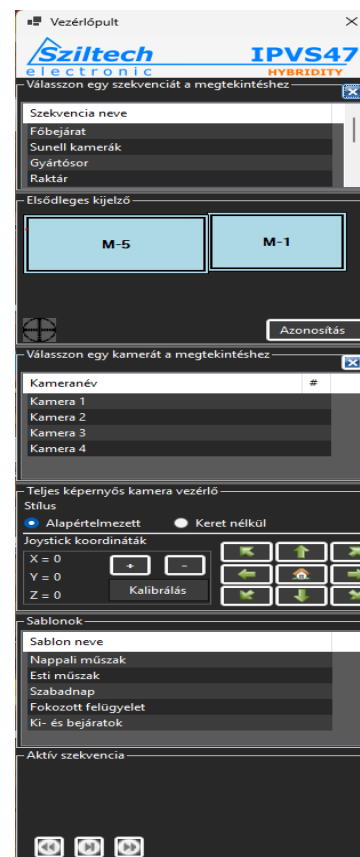 Vezérlőpult
Sziltech
electronic
IPVS47
HYBRIDITY
Válasszon egy szekvenciát a megtekintéshez
Szekvencia neve
Főbejárat
Sunell kamerák
Gyártósor
Raktár
Elsődleges kijelző
M-5
M-1
Azonosítás
Válasszon egy kamerát a megtekintéshez
Kameranév #
Kamera 1
Kamera 2
Kamera 3
Kamera 4
Teljes képernyős kamera vezérlő
Stílus
Alapértelmezett Keret nélkül
Joystick koordináták
X = 0
+ -
Y = 0
Z = 0
Kalibrálás
Sablonok
Sablon neve
Nappali műszak
Esti műszak
Szabadnap
Fokozott felügyelet
Ki- és bejáratok
Aktív szekvencia